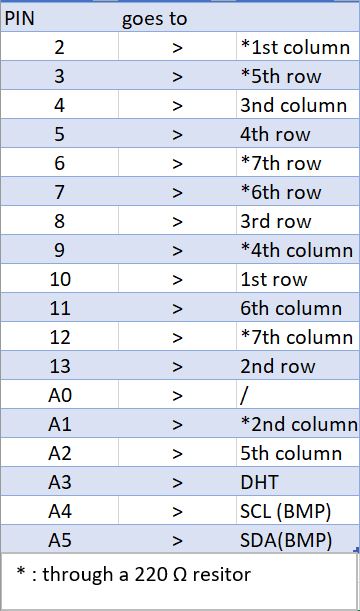 PIN goes to
2 > *1st column
3 > *5th row
4 > 3nd column
5 > 4th row
6 > *7th row
7 > *6th row
8 > 3rd row
9 > *4th column
10 > 1st row
11 > 6th column
12 > *7th column
13 > 2nd row
A0 > /
A1 > *2nd column
A2 > 5th column
A3 > DHT
A4 > SCL (BMP)
A5 > SDA(BMP)
* : through a 220 Ω resitor